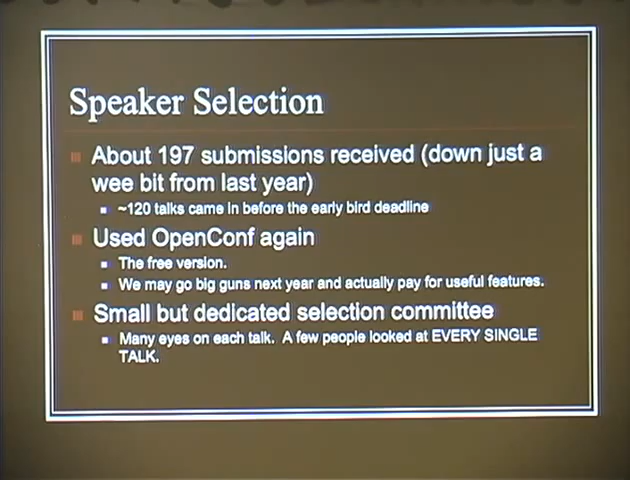 Speaker Selection
About 197 submissions received (down just a
wee bit from last year)
~120 talks came in before the early bird deadline
Used OpenConf again
The free version.
We may go big guns next year and actually pay for useful features.
Small but dedicated selection committee
Many eyes on each talk. A few people looked at EVERY SINGLE
TALK.